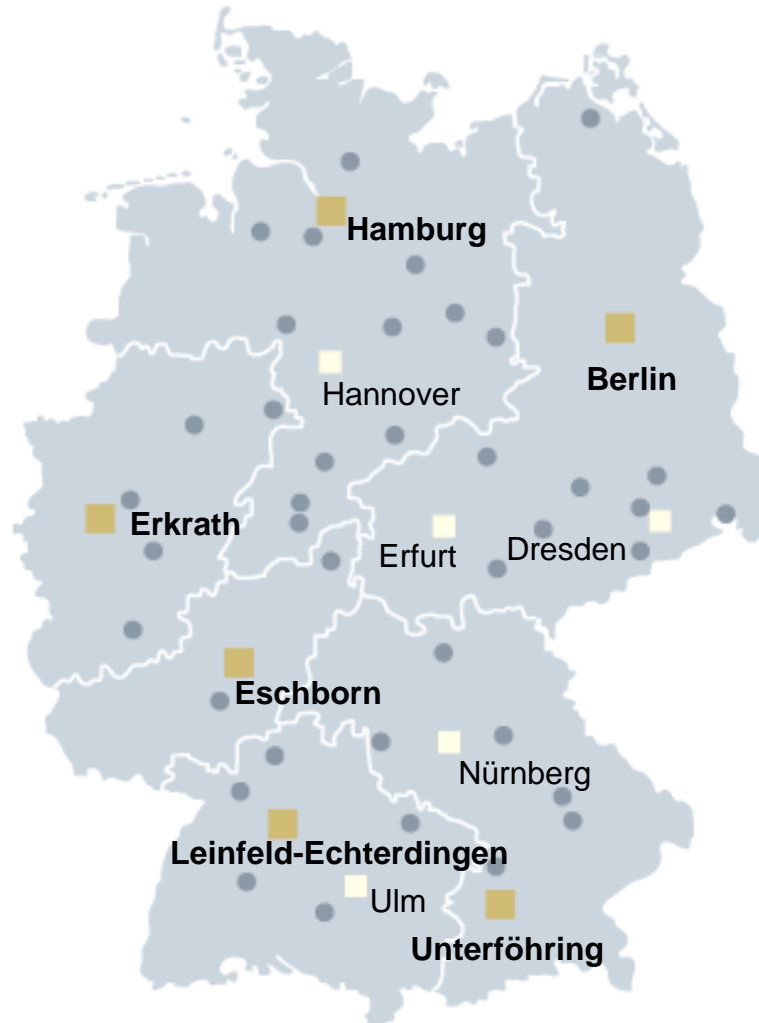 Hamburg
Berlin
Hannover
Erkrath
Erfurt
Dresden
Eschborn
Nürnberg
Leinfeld-Echterdingen
Ulm
Unterföhring